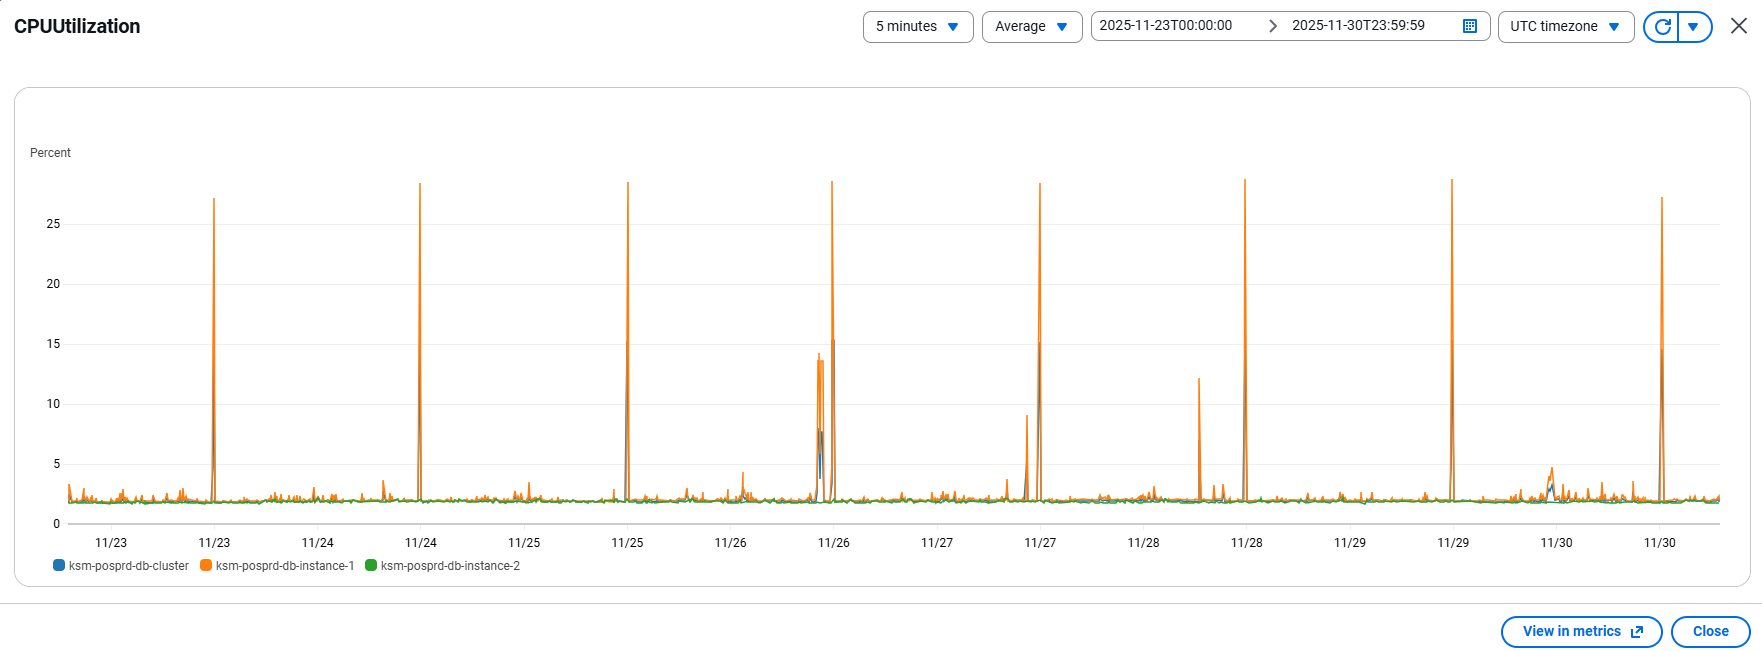 CPUUtilization
5 minutes
Average
2025-11-23T00:00:00
2025-11-30T23:59:59
UTC timezone
Percent
25
20
15
10
5
0
11/23 11/23 11/24 11/24 11/25 11/25 11/26 11/26 11/27 11/27 11/28 11/28 11/29 11/29 11/30 11/30
ksm-posprd-db-cluster ksm-posprd-db-instance-1 ksm-posprd-db-instance-2
View in metrics
Close